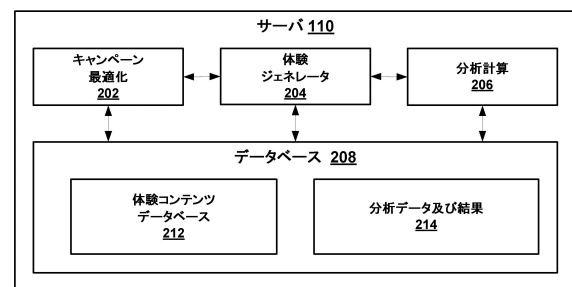 サーバ 110
キャンペーン
最適化
202
体験
ジェネレータ
204
分析計算
206
データベース 208
体験コンテンツ
データベース
212
分析データ及び結果
214